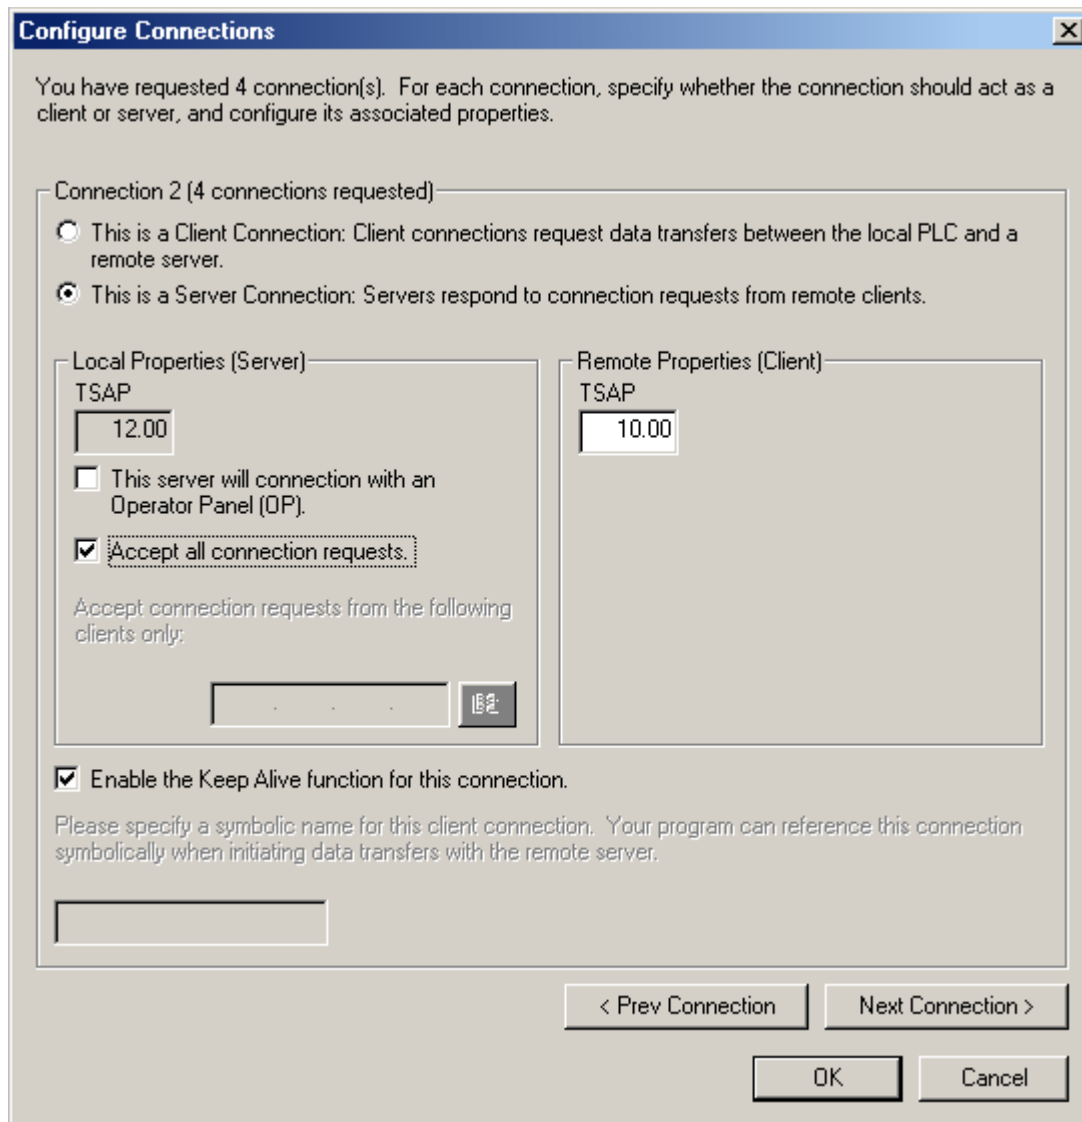 Configure Connections
You have requested 4 connection(s). For each connection, specify whether the connection should act as a
client or server, and configure its associated properties.
Connection 2 (4 connections requested)
This is a Client Connection: Client connections request data transfers between the local PLC and a
remote server.
This is a Server Connection: Servers respond to connection requests from remote clients.
Local Properties (Server)
TSAP
12.00
This server will connection with an
Operator Panel (OP).
Accept all connection requests.
Accept connection requests from the following
clients only:
. . .
Remote Properties (Client)
TSAP
10.00
Enable the Keep Alive function for this connection.
Please specify a symbolic name for this client connection. Your program can reference this connection
symbolically when initiating data transfers with the remote server.
< Prev Connection
Next Connection >
OK
Cancel